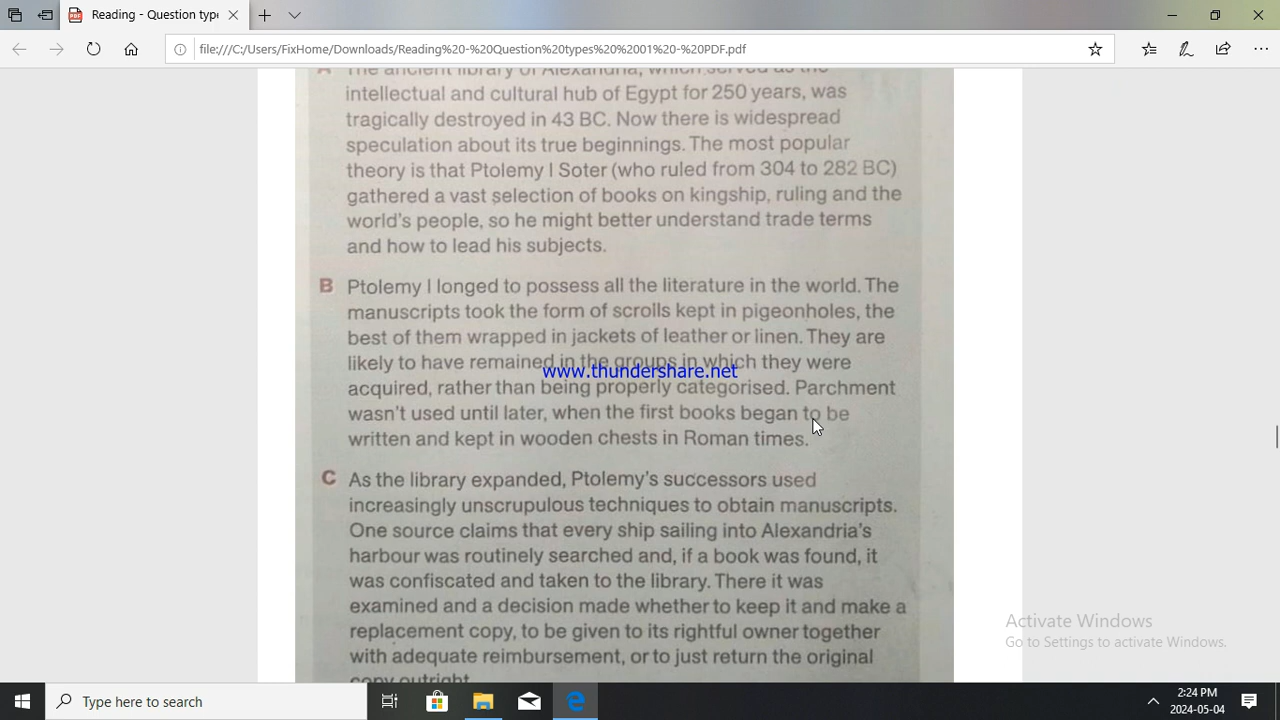 Reading - Question type
file:///C:/Users/FixHome/Downloads/Reading%20-%20Question%20types%20%2001%20-%20PDF.pdf
A The ancient library of Alexandria, which served as the
intellectual and cultural hub of Egypt for 250 years, was
tragically destroyed in 43 BC. Now there is widespread
speculation about its true beginnings. The most popular
theory is that Ptolemy I Soter (who ruled from 304 to 282 BC)
gathered a vast selection of books on kingship, ruling and the
world's people, so he might better understand trade terms
and how to lead his subjects.
B Ptolemy I longed to possess all the literature in the world. The
manuscripts took the form of scrolls kept in pigeonholes, the
best of them wrapped in jackets of leather or linen. They are
likely to have remained in the groups in which they were
www.thundershare.net
acquired, rather than being properly categorised. Parchment
wasn't used until later, when the first books began to be
written and kept in wooden chests in Roman times.
C As the library expanded, Ptolemy's successors used
increasingly unscrupulous techniques to obtain manuscripts.
One source claims that every ship sailing into Alexandria's
harbour was routinely searched and, if a book was found, it
was confiscated and taken to the library. There it was
examined and a decision made whether to keep it and make a
replacement copy, to be given to its rightful owner together
with adequate reimbursement, or to just return the original
copy outright.
Activate Windows
Go to Settings to activate Windows.
Type here to search
2:24 PM
2024-05-04